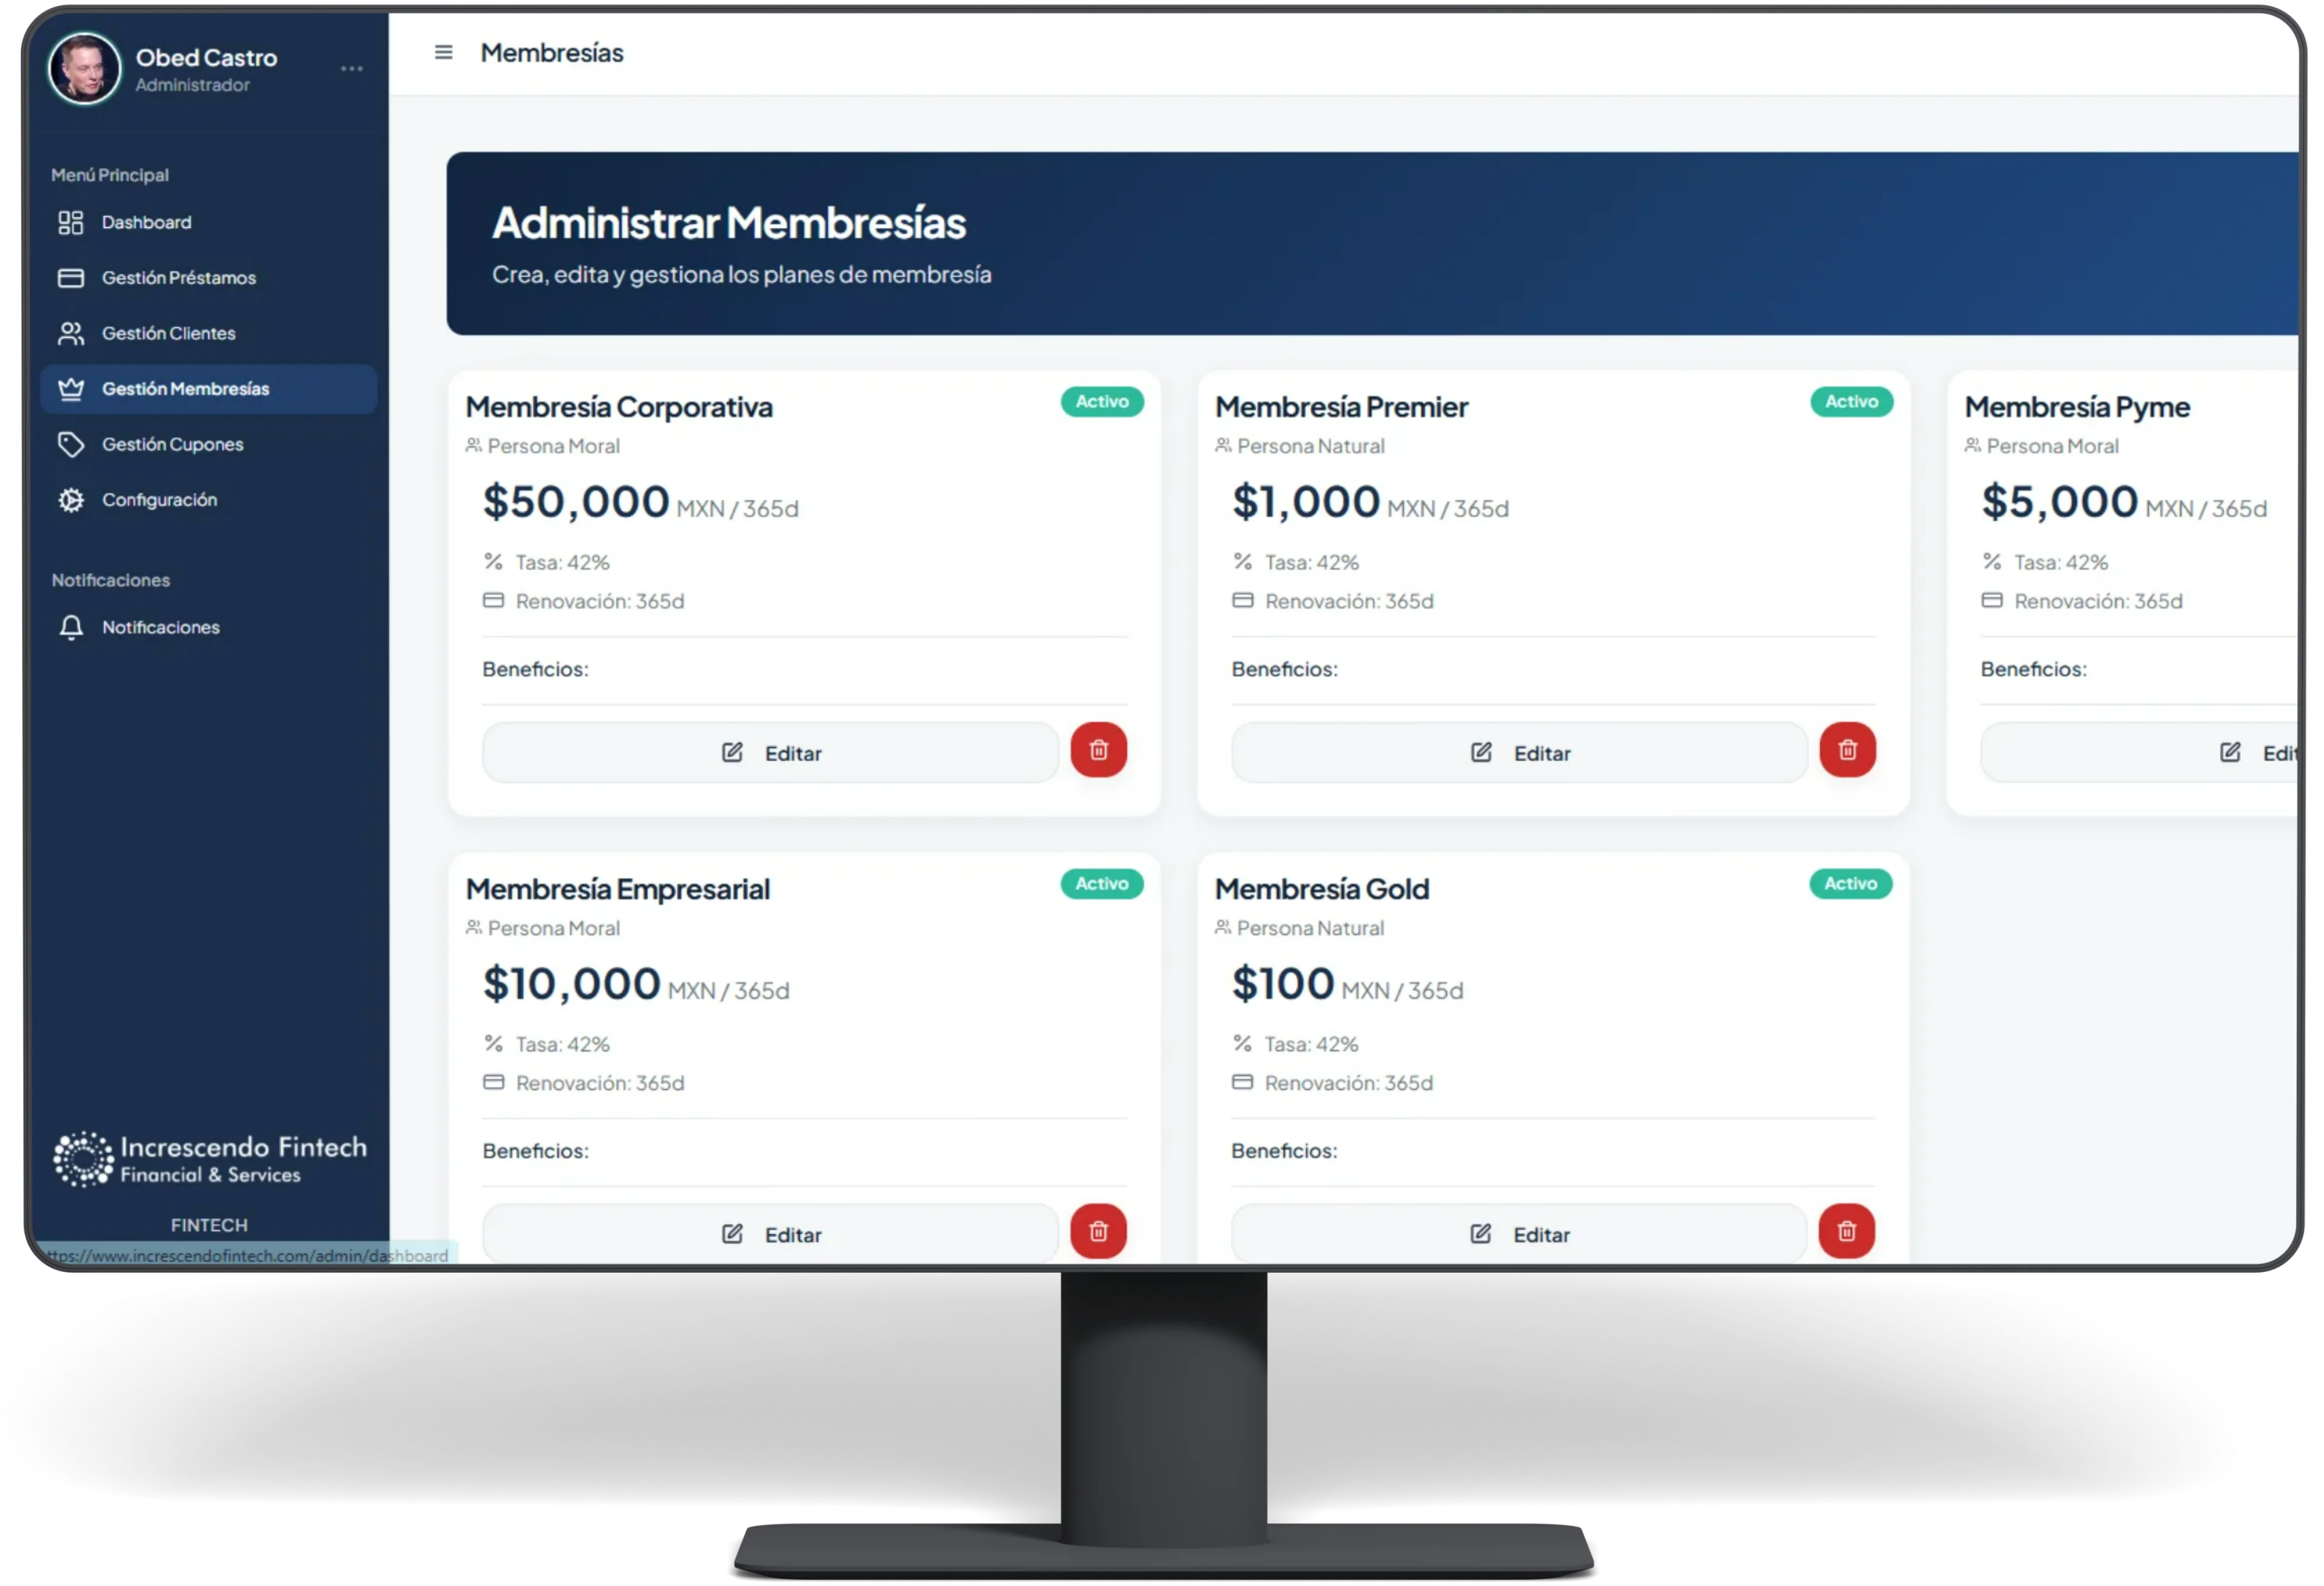 Obed Castro
Administrador
Menú Principal
Dashboard
Gestión Préstamos
Gestión Clientes
Gestión Membresías
Gestión Cupones
Configuración
Notificaciones
Notificaciones
Increscendo Fintech
Financial & Services
FINTECH
ttps://www.increscendofintech.com/admin/dashboard
Membresías
Administrar Membresías
Crea, edita y gestiona los planes de membresía
Membresía Corporativa
Activo
Persona Moral
$50,000 MXN / 365d
% Tasa: 42%
Renovación: 365d
Beneficios:
Editar
Membresía Premier
Activo
Persona Natural
$1,000 MXN / 365d
% Tasa: 42%
Renovación: 365d
Beneficios:
Editar
Membresía Pyme
Persona Moral
$5,000 MXN / 365d
% Tasa: 42%
Renovación: 365d
Beneficios:
Edit
Membresía Empresarial
Activo
Persona Moral
$10,000 MXN / 365d
% Tasa: 42%
Renovación: 365d
Beneficios:
Editar
Membresía Gold
Activo
Persona Natural
$100 MXN / 365d
% Tasa: 42%
Renovación: 365d
Beneficios:
Editar